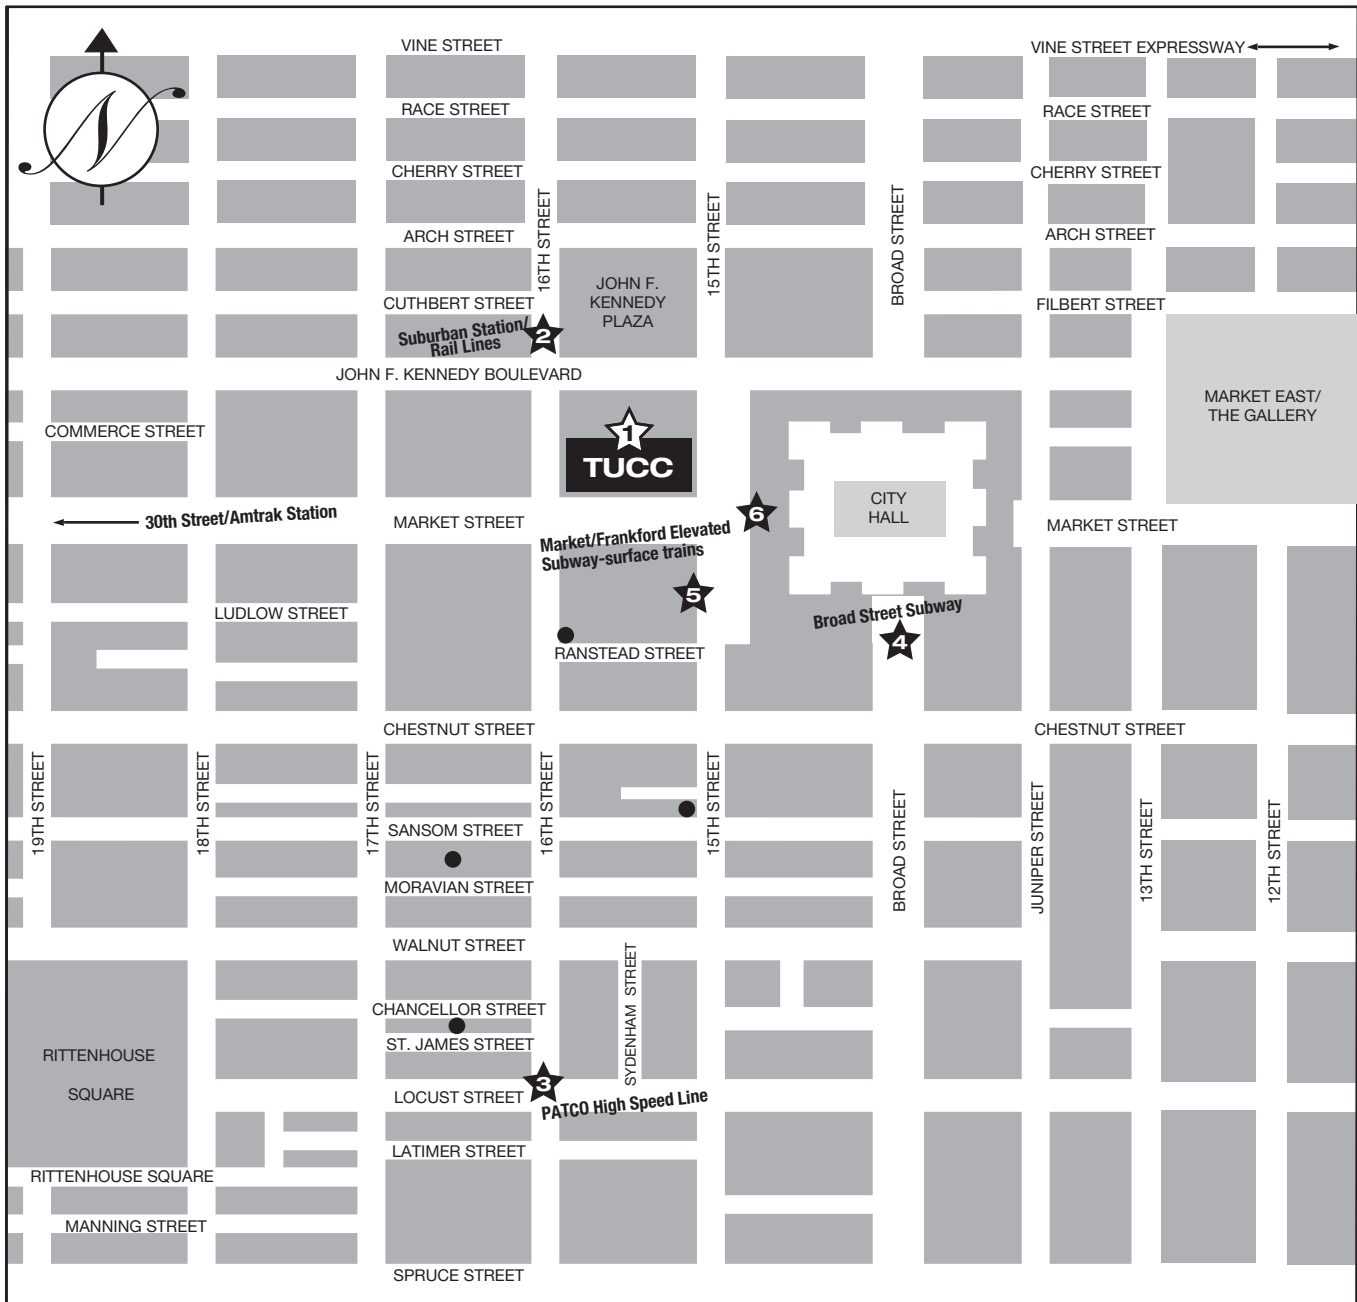 VINE STREET
VINE STREET EXPRESSWAY
N
RACE STREET
RACE STREET
CHERRY STREET
CHERRY STREET
16TH STREET
15TH STREET
BROAD STREET
ARCH STREET
ARCH STREET
JOHN F.
KENNEDY
PLAZA
CUTHBERT STREET
FILBERT STREET
Suburban Station/
Rail Lines
2
JOHN F. KENNEDY BOULEVARD
MARKET EAST/
THE GALLERY
COMMERCE STREET
1
TUCC
CITY
HALL
30th Street/Amtrak Station
MARKET STREET
6
MARKET STREET
Market/Frankford Elevated
Subway-surface trains
5
LUDLOW STREET
Broad Street Subway
4
RANSTEAD STREET
CHESTNUT STREET
CHESTNUT STREET
19TH STREET
18TH STREET
17TH STREET
16TH STREET
15TH STREET
BROAD STREET
JUNIPER STREET
13TH STREET
12TH STREET
SANSOM STREET
MORAVIAN STREET
WALNUT STREET
SYDENHAM STREET
CHANCELLOR STREET
ST. JAMES STREET
RITTENHOUSE
SQUARE
3
LOCUST STREET
PATCO High Speed Line
LATIMER STREET
RITTENHOUSE SQUARE
MANNING STREET
SPRUCE STREET